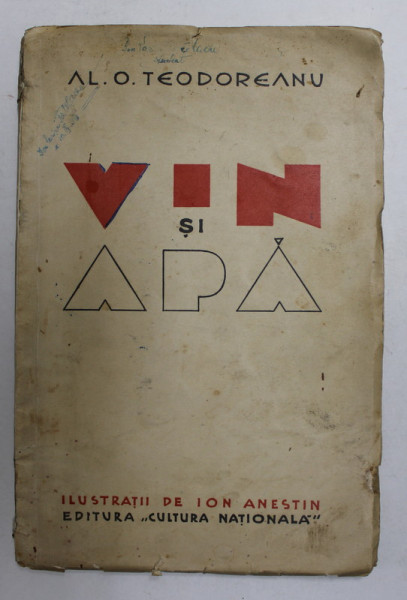 AL. O. TEODOREANU
VIN
ȘI
APĂ
ILUSTRAȚII DE ION ANESTIN
EDITURA „CULTURA NAȚIONALĂ"